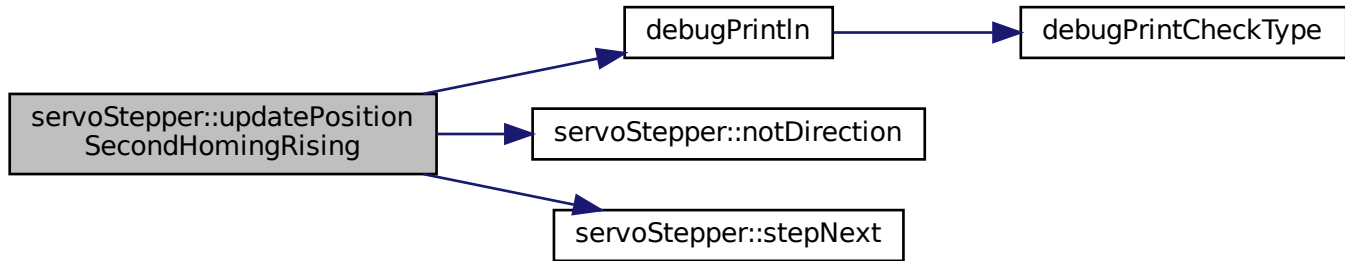 servoStepper::updatePosition
SecondHomingRising
debugPrintln
debugPrintCheckType
servoStepper::notDirection
servoStepper::stepNext